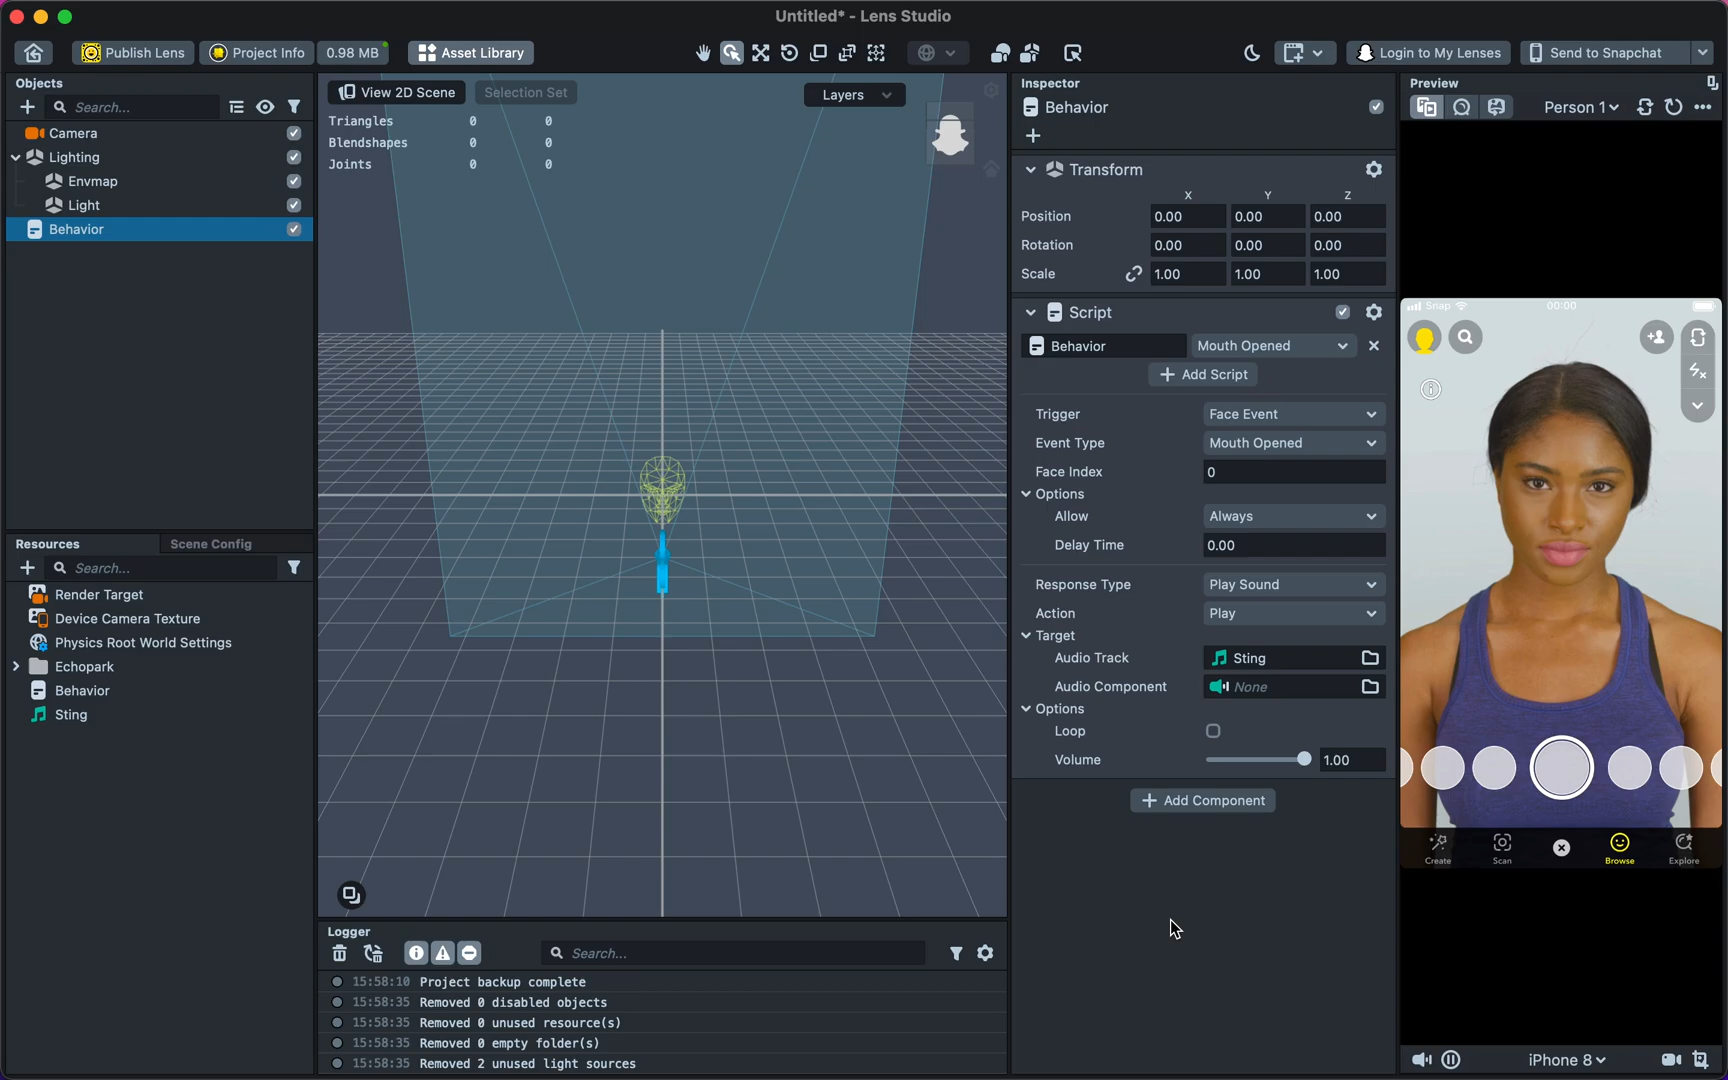 Untitled* - Lens Studio
Publish Lens
Project Info
0.98 MB
Asset Library
Login to My Lenses
Send to Snapchat
Objects
Search...
Camera
Lighting
Envmap
Light
Behavior
Resources
Scene Config
Search...
Render Target
Device Camera Texture
Physics Root World Settings
Echopark
Behavior
Sting
View 2D Scene
Selection Set
Layers
Triangles 0 0
Blendshapes 0 0
Joints 0 0
Logger
Search...
15:58:10 Project backup complete
15:58:35 Removed 0 disabled objects
15:58:35 Removed 0 unused resource(s)
15:58:35 Removed 0 empty folder(s)
15:58:35 Removed 2 unused light sources
Inspector
Behavior
Transform
X Y Z
Position 0.00 0.00 0.00
Rotation 0.00 0.00 0.00
Scale 1.00 1.00 1.00
Script
Behavior Mouth Opened
Add Script
Trigger Face Event
Event Type Mouth Opened
Face Index 0
Options
Allow Always
Delay Time 0.00
Response Type Play Sound
Action Play
Target
Audio Track Sting
Audio Component None
Options
Loop
Volume 1.00
Add Component
Preview
Person 1
Snap 00:00
Create
Scan
Browse
Explore
iPhone 8